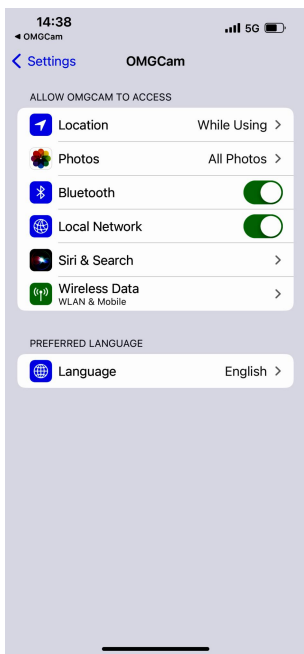 14:38
5G
◀ OMGCam
Settings
OMGCam
ALLOW OMGCAM TO ACCESS
Location While Using
Photos All Photos
Bluetooth
Local Network
Siri & Search
Wireless Data
WLAN & Mobile
PREFERRED LANGUAGE
Language English